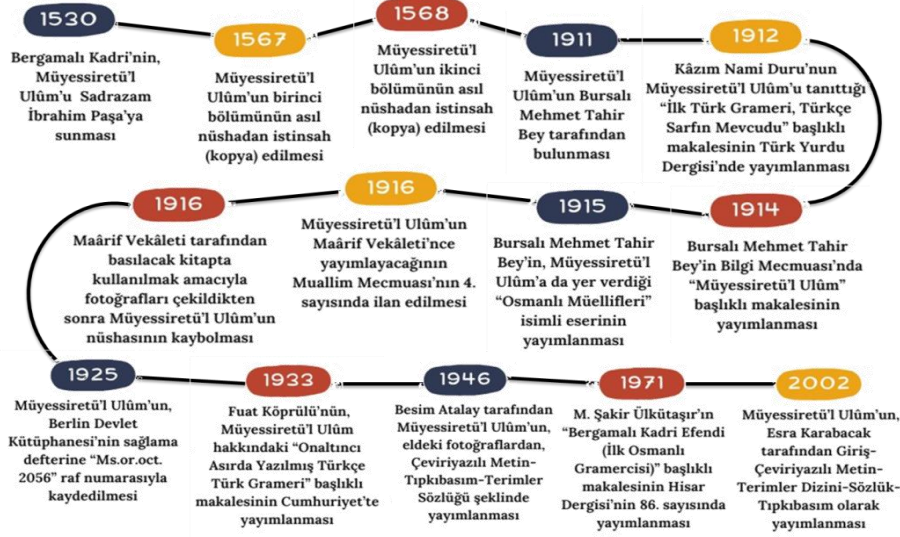 1530
Bergamalı Kadri'nin,
Müyessiretü'l
Ulûm'u Sadrazam
İbrahim Paşa'ya
sunması
1567
Müyessiretü'l
Ulûm'un birinci
bölümünün asıl
nüshadan istinsah
(kopya) edilmesi
1568
Müyessiretü'l
Ulûm'un ikinci
bölümünün asıl
nüshadan istinsah
(kopya) edilmesi
1911
Müyessiretü'l
Ulûm'un Bursalı
Mehmet Tahir
Bey tarafından
bulunması
1912
Kâzım Nami Duru'nun
Müyessiretü'l Ulûm'u tanıttığı
"İlk Türk Grameri, Türkçe
Sarfın Mevcudu" başlıklı
makalesinin Türk Yurdu
Dergisi'nde yayımlanması
1914
Bursalı Mehmet Tahir
Bey'in Bilgi Mecmuası'nda
"Müyessiretü'l Ulûm"
başlıklı makalesinin
yayımlanması
1915
Bursalı Mehmet Tahir
Bey'in, Müyessiretü'l
Ulûm'a da yer verdiği
"Osmanlı Müellifleri"
isimli eserinin
yayımlanması
1916
Müyessiretü'l Ulûm'un
Maârif Vekâleti'nce
yayımlayacağının
Muallim Mecmuası'nın 4.
sayısında ilan edilmesi
1916
Maârif Vekâleti tarafından
basılacak kitapta
kullanılmak amacıyla
fotoğrafları çekildikten
sonra Müyessiretü'l Ulûm'un
nüshasının kaybolması
1925
Müyessiretü'l Ulûm'un,
Berlin Devlet
Kütüphanesi'nin sağlama
defterine "Ms.or.oct.
2056" raf numarasıyla
kaydedilmesi
1933
Fuat Köprülü'nün,
Müyessiretü'l Ulûm
hakkındaki "Onaltıncı
Asırda Yazılmış Türkçe
Türk Grameri" başlıklı
makalesinin Cumhuriyet'te
yayımlanması
1946
Besim Atalay tarafından
Müyessiretü'l Ulûm'un,
eldeki fotoğraflardan,
Çeviriyazılı Metin-
Tıpkıbasım-Terimler
Sözlüğü şeklinde
yayımlanması
1971
M. Şakir Ülkütaşır'ın
"Bergamalı Kadri Efendi
(İlk Osmanlı
Gramercisi)" başlıklı
makalesinin Hisar
Dergisi'nin 86. sayısında
yayımlanması
2002
Müyessiretü'l Ulûm'un,
Esra Karabacak
tarafından Giriş-
Çeviriyazılı Metin-
Terimler Dizini-Sözlük-
Tıpkıbasım olarak
yayımlanması